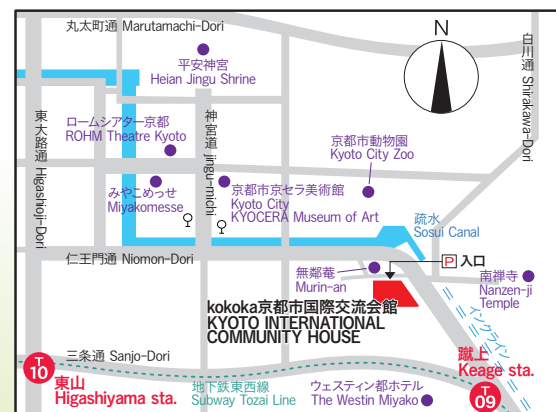 丸太町通 Marutamachi-Dori
N
白川通 Shirakawa-Dori
平安神宮
Heian Jingu Shrine
東大路通 Higashioji-Dori
ロームシアター京都
ROHM Theatre Kyoto
神宮道 jingu-michi
京都市動物園
Kyoto City Zoo
みやこめっせ
Miyakomesse
京都市京セラ美術館
Kyoto City
KYOCERA Museum of Art
疏水
Sosui Canal
仁王門通 Niomon-Dori
P 入口
無鄰菴
Murin-an
南禅寺
Nanzen-ji
Temple
kokoka京都市国際交流会館
KYOTO INTERNATIONAL
COMMUNITY HOUSE
インクライン
三条通 Sanjo-Dori
T
10
東山
Higashiyama sta.
地下鉄東西線
Subway Tozai Line
ウェスティン都ホテル
The Westin Miyako
蹴上
Keage sta.
T
09